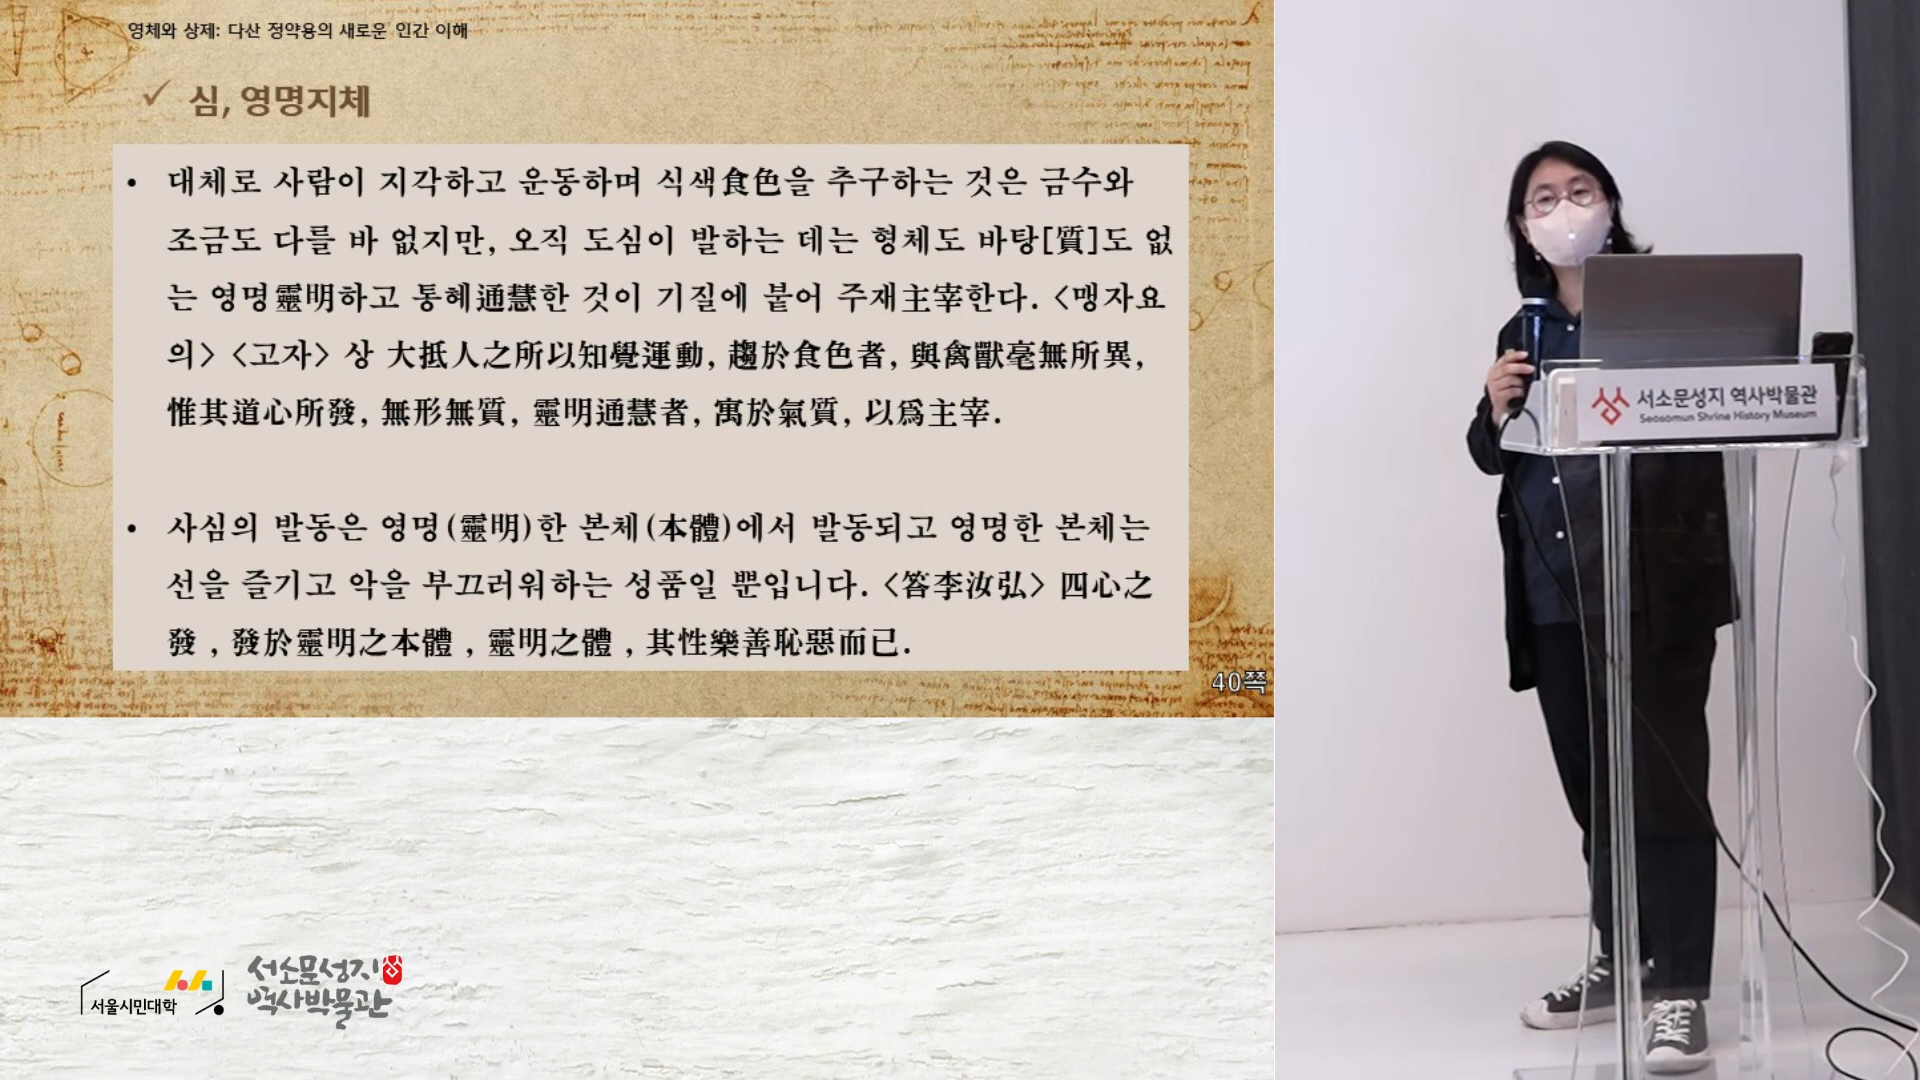 영체와 상제: 다산 정약용의 새로운 인간 이해
✓ 심, 영명지체
• 대체로 사람이 지각하고 운동하며 식색食色을 추구하는 것은 금수와
조금도 다를 바 없지만, 오직 도심이 발하는 데는 형체도 바탕[質]도 없
는 영명靈明하고 통혜通慧한 것이 기질에 붙어 주재主宰한다. <맹자요
의> <고자> 상 大抵人之所以知覺運動, 趨於食色者, 與禽獸毫無所異,
惟其道心所發, 無形無質, 靈明通慧者, 寓於氣質, 以爲主宰.
• 사심의 발동은 영명(靈明)한 본체(本體)에서 발동되고 영명한 본체는
선을 즐기고 악을 부끄러워하는 성품일 뿐입니다. <答李汝弘> 四心之
發 , 發於靈明之本體 , 靈明之體 , 其性樂善恥惡而已.
40쪽
서울시민대학
서소문성지
역사박물관
서소문성지 역사박물관
Seosomun Shrine History Museum